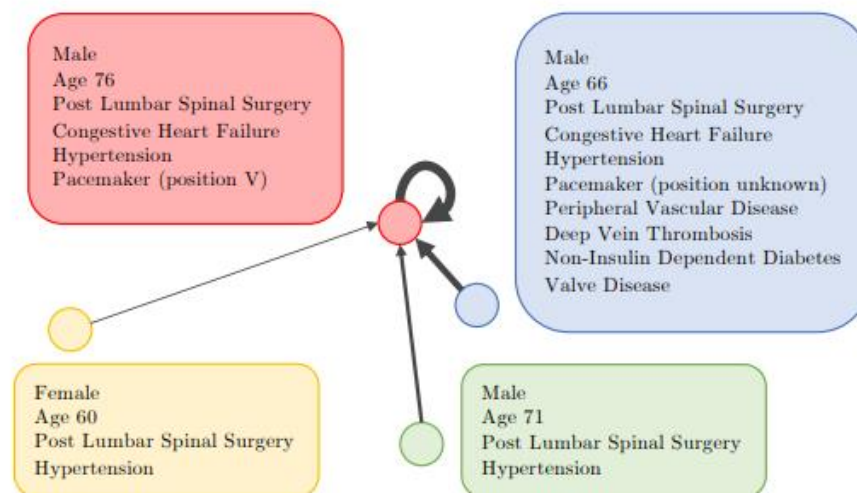 Male
Age 76
Post Lumbar Spinal Surgery
Congestive Heart Failure
Hypertension
Pacemaker (position V)
Male
Age 66
Post Lumbar Spinal Surgery
Congestive Heart Failure
Hypertension
Pacemaker (position unknown)
Peripheral Vascular Disease
Deep Vein Thrombosis
Non-Insulin Dependent Diabetes
Valve Disease
Female
Age 60
Post Lumbar Spinal Surgery
Hypertension
Male
Age 71
Post Lumbar Spinal Surgery
Hypertension